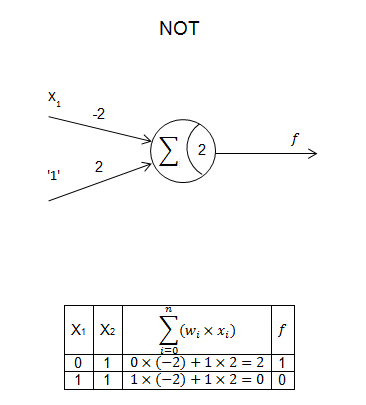 NOT
X₁
-2
f
2
2
∑
'1'
X₁ X₂ n∑i=0 (wᵢ × xᵢ) f
0 1 0 × (−2) + 1 × 2 = 2 1
1 1 1 × (−2) + 1 × 2 = 0 0